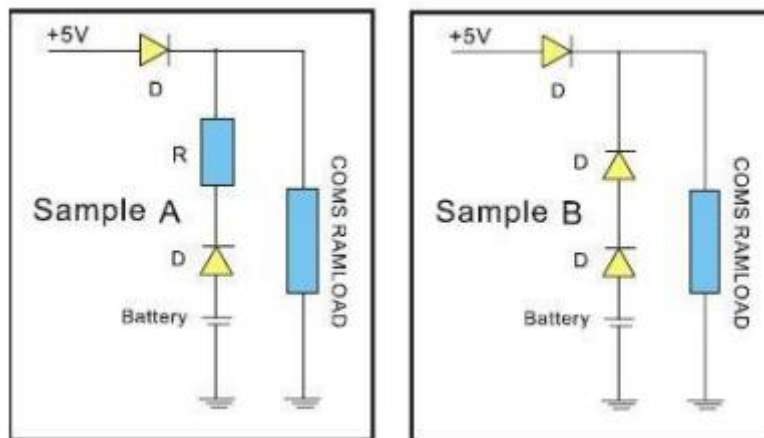 +5V
D
R
Sample A
D
Battery
COMS RAMLOAD
+5V
D
D
Sample B
D
Battery
COMS RAMLOAD